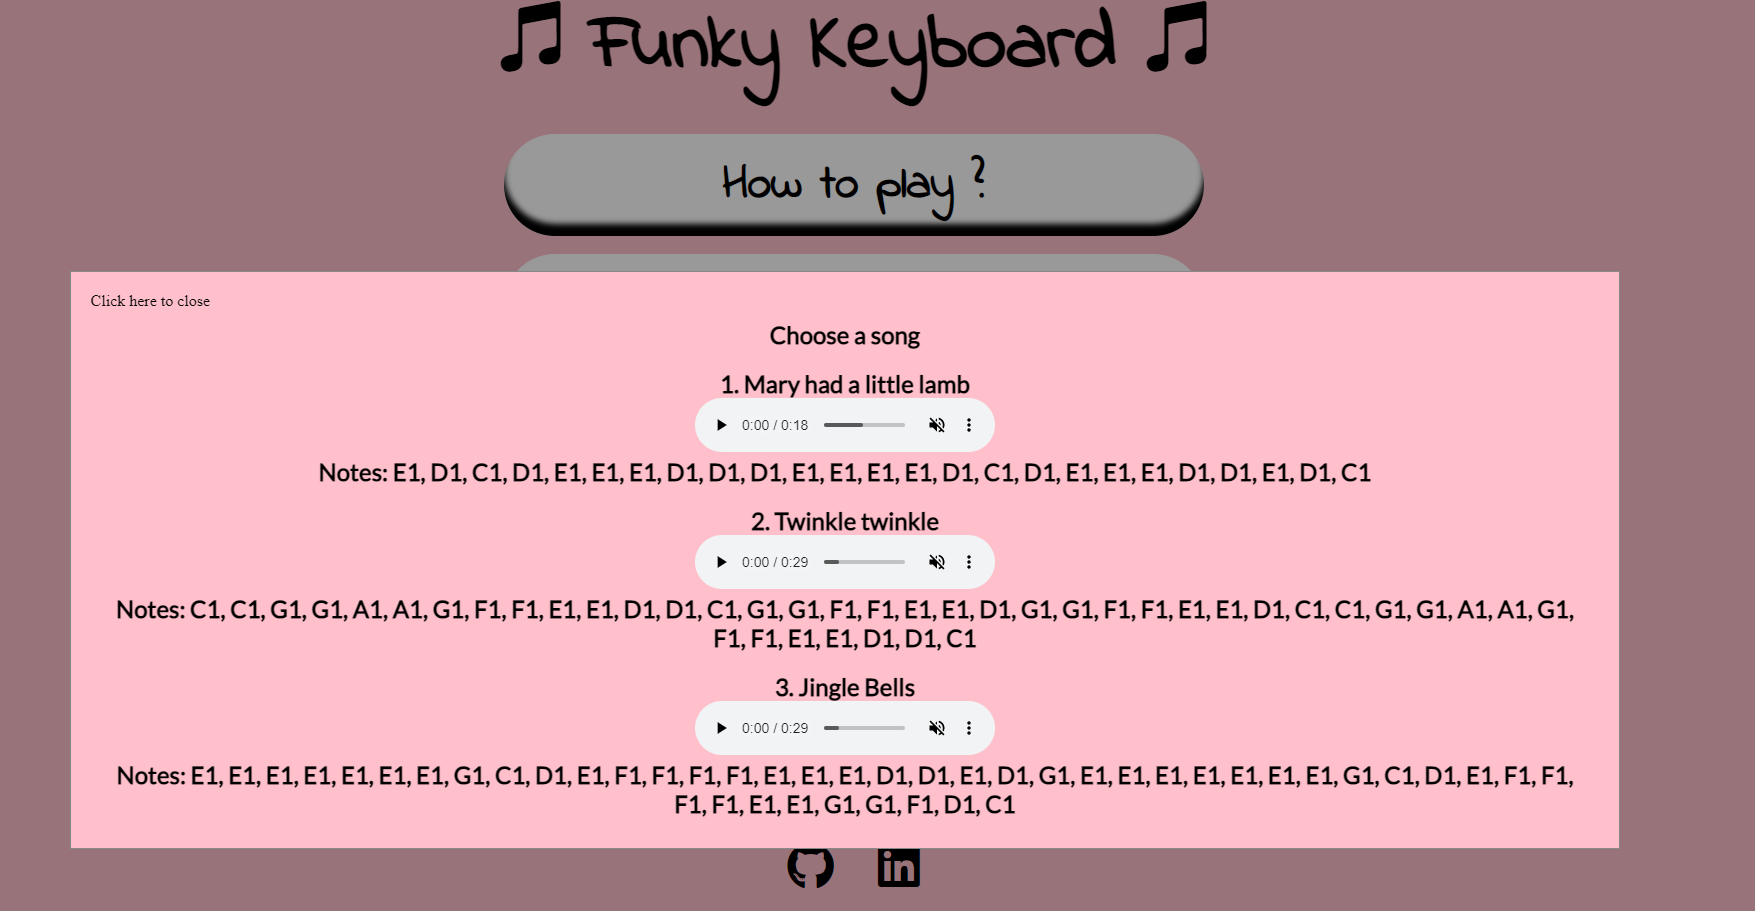 Funky Keyboard
How to play ?
Click here to close
Choose a song
1. Mary had a little lamb
0:00 / 0:18
Notes: E1, D1, C1, D1, E1, E1, E1, D1, D1, D1, E1, E1, E1, E1, D1, C1, D1, E1, E1, E1, D1, D1, E1, D1, C1
2. Twinkle twinkle
0:00 / 0:29
Notes: C1, C1, G1, G1, A1, A1, G1, F1, F1, E1, E1, D1, D1, C1, G1, G1, F1, F1, E1, E1, D1, G1, G1, F1, F1, E1, E1, D1, C1, C1, G1, G1, A1, A1, G1,
F1, F1, E1, E1, D1, D1, C1
3. Jingle Bells
0:00 / 0:29
Notes: E1, E1, E1, E1, E1, E1, E1, G1, C1, D1, E1, F1, F1, F1, F1, E1, E1, E1, D1, D1, E1, D1, G1, E1, E1, E1, E1, E1, E1, E1, G1, C1, D1, E1, F1, F1,
F1, F1, E1, E1, G1, G1, F1, D1, C1
in